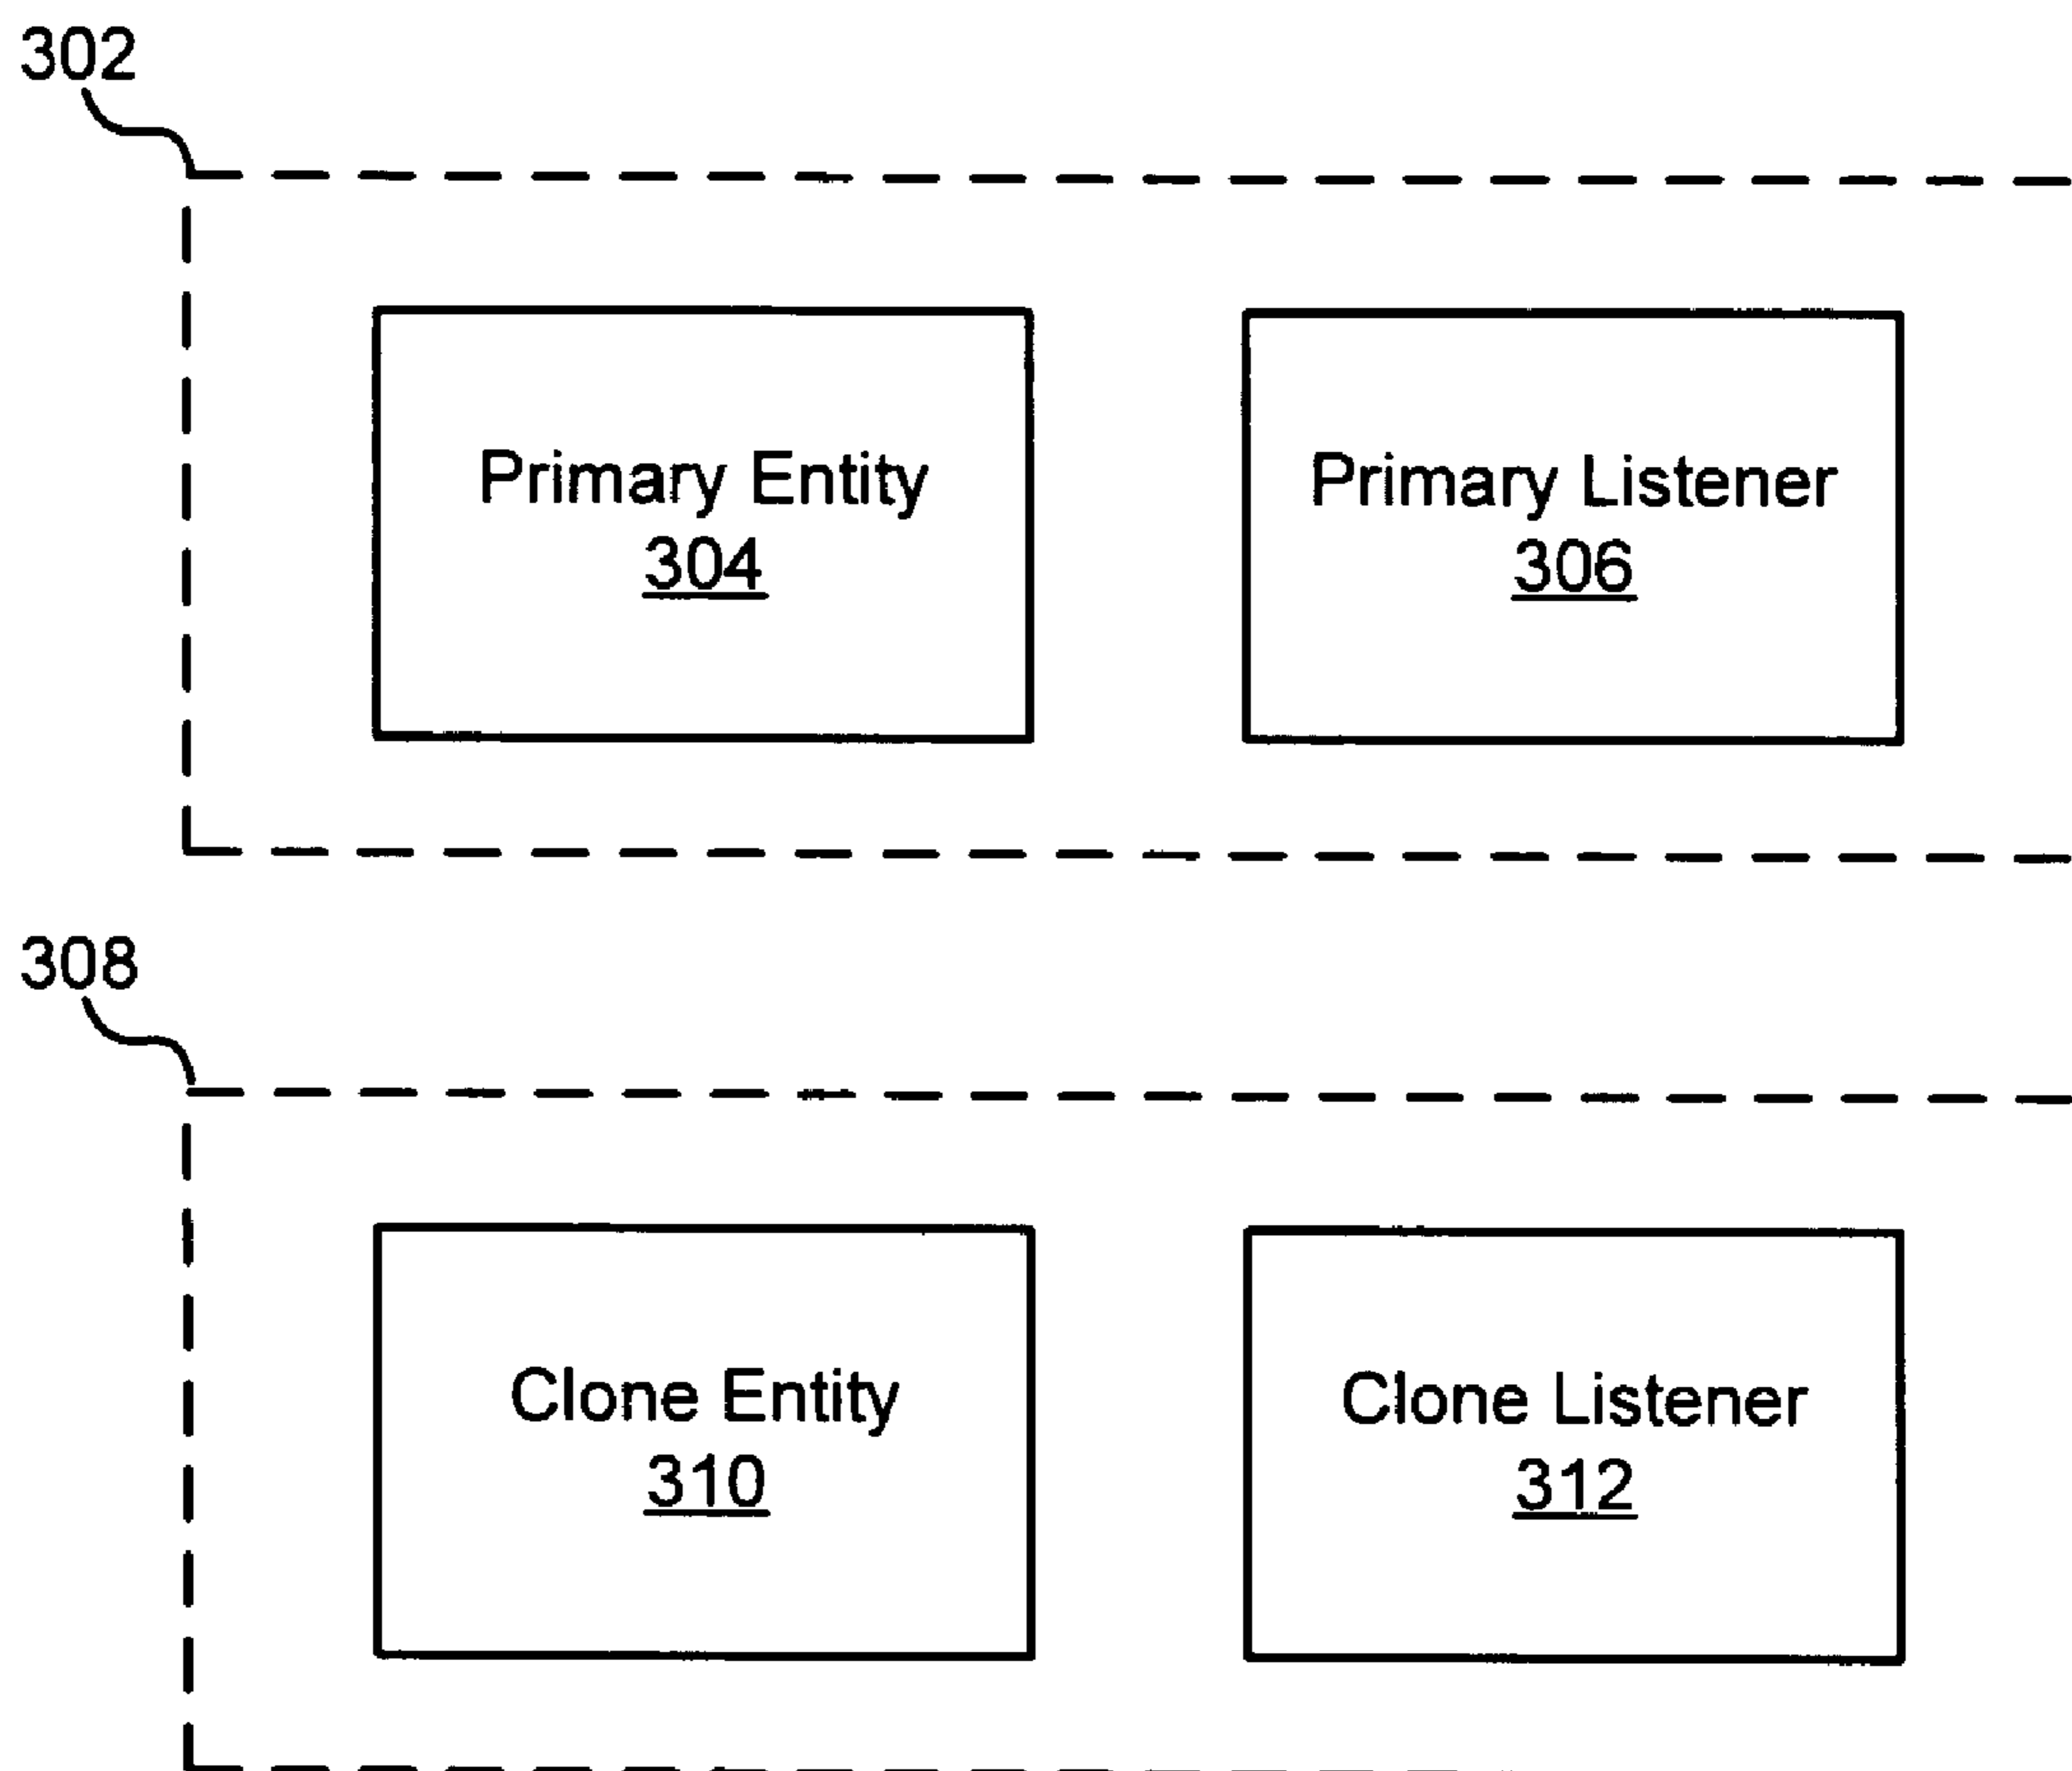 302
Primary Entity
304
Primary Listener
306
308
Clone Entity
310
Clone Listener
312